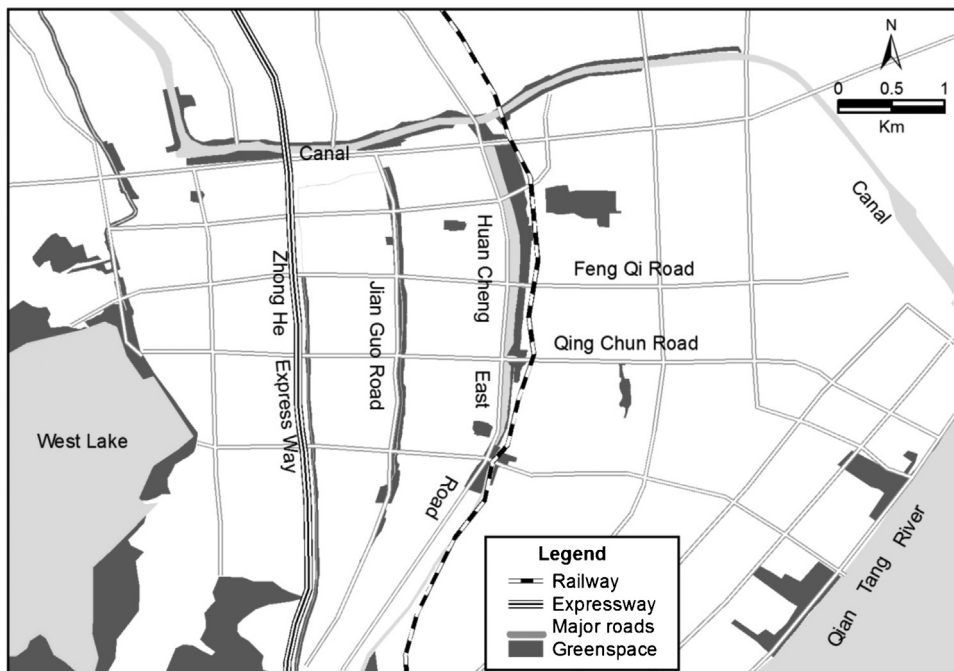 N
0 0.5 1
Km
Canal
Canal
Huan Cheng East Road
Feng Qi Road
Zhong He Express Way
Jian Guo Road
Qing Chun Road
West Lake
Qian Tang River
Legend
Railway
Expressway
Major roads
Greenspace